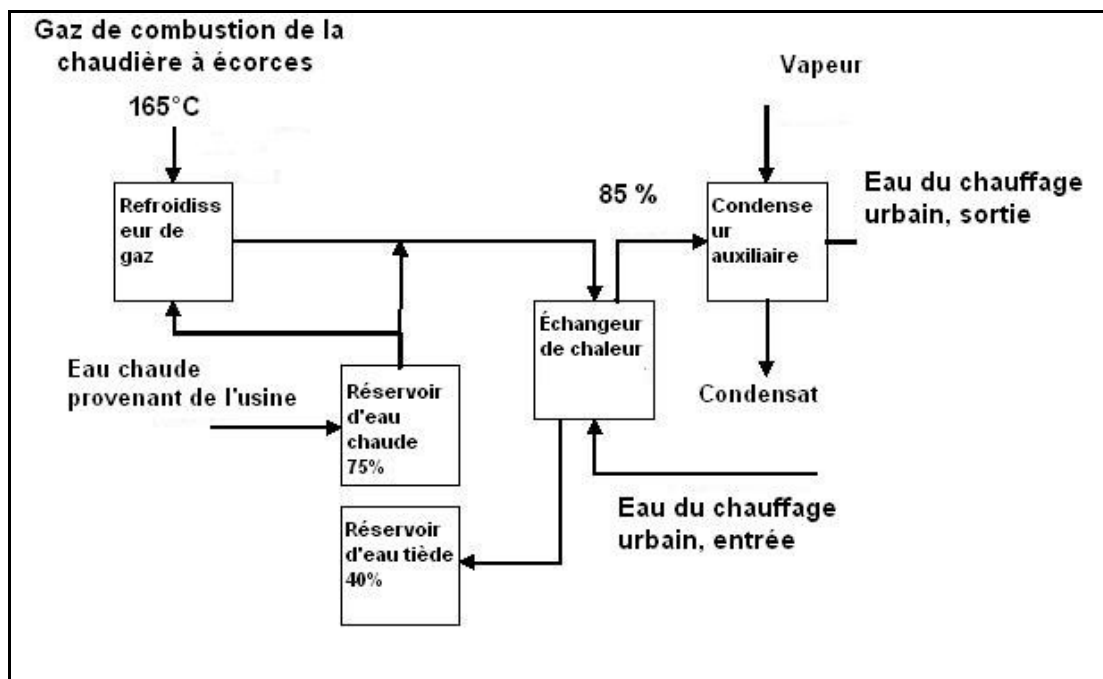 Gaz de combustion de la
chaudière à écorces
165°C
Vapeur
Refroidiss
eur de
gaz
85 %
Condense
ur
auxiliaire
Eau du chauffage
urbain, sortie
Échangeur
de chaleur
Eau chaude
provenant de l'usine
Réservoir
d'eau
chaude
75%
Condensat
Réservoir
d'eau tiède
40%
Eau du chauffage
urbain, entrée